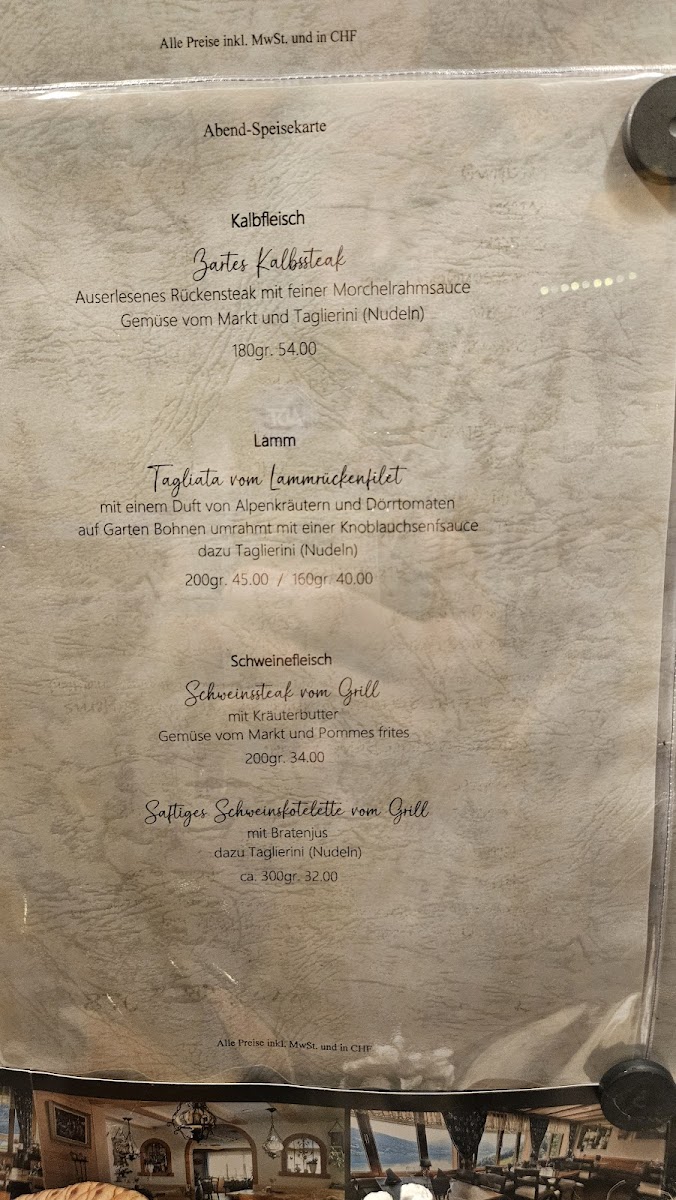 Alle Preise inkl. MwSt. und in CHF
Abend-Speisekarte
Kalbfleisch
Zartes Kalbssteak
Auserlesenes Rückensteak mit feiner Morchelrahmsauce
Gemüse vom Markt und Taglierini (Nudeln)
180gr. 54.00
Lamm
Tagliata vom Lammrückenfilet
mit einem Duft von Alpenkräutern und Dörrtomaten
auf Garten Bohnen umrahmt mit einer Knoblauchsenfsauce
dazu Taglierini (Nudeln)
200gr. 45.00 / 160gr. 40.00
Schweinefleisch
Schweinssteak vom Grill
mit Kräuterbutter
Gemüse vom Markt und Pommes frites
200gr. 34.00
Saftiges Schweinskotelette vom Grill
mit Bratenjus
dazu Taglierini (Nudeln)
ca. 300gr. 32.00
Alle Preise inkl. MwSt. und in CHF